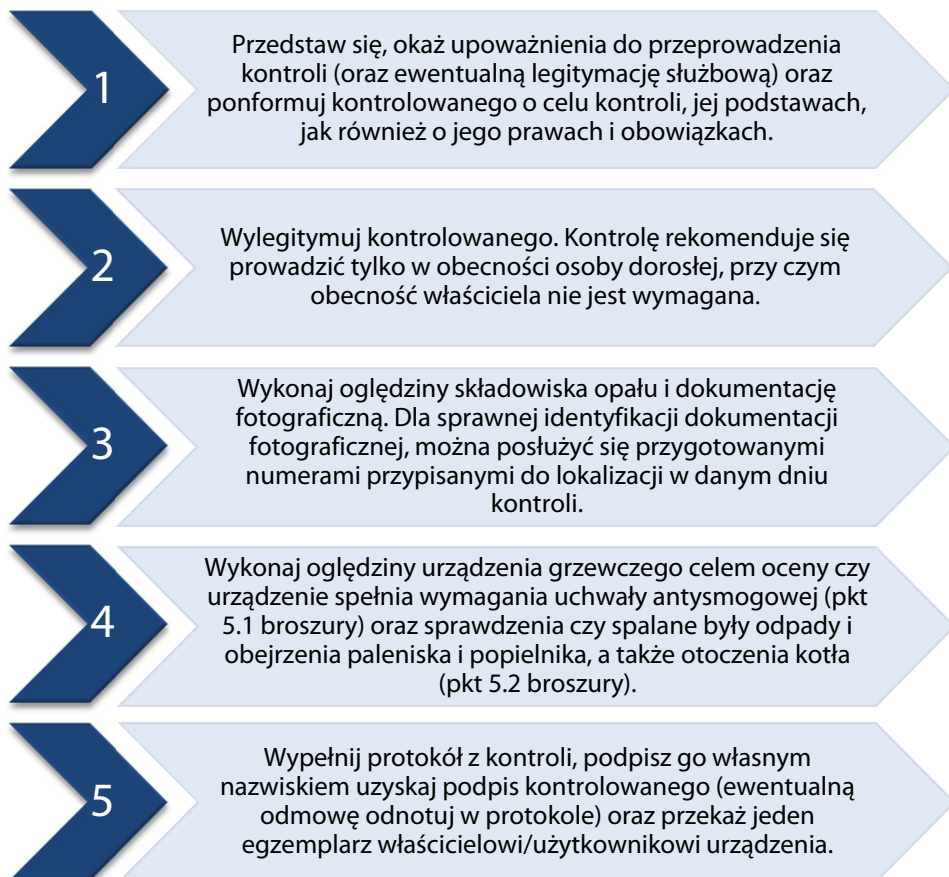 1
Przedstaw się, okaż upoważnienia do przeprowadzenia
kontroli (oraz ewentualną legitymację służbową) oraz
ponformuj kontrolowanego o celu kontroli, jej podstawach,
jak również o jego prawach i obowiązkach.
2
Wylegitymuj kontrolowanego. Kontrolę rekomenduje się
prowadzić tylko w obecności osoby dorosłej, przy czym
obecność właściciela nie jest wymagana.
3
Wykonaj oględziny składowiska opału i dokumentację
fotograficzną. Dla sprawnej identyfikacji dokumentacji
fotograficznej, można posłużyć się przygotowanymi
numerami przypisanymi do lokalizacji w danym dniu
kontroli.
4
Wykonaj oględziny urządzenia grzewczego celem oceny czy
urządzenie spełnia wymagania uchwały antysmogowej (pkt
5.1 broszury) oraz sprawdzenia czy spalane były odpady i
obejrzenia paleniska i popielnika, a także otoczenia kotła
(pkt 5.2 broszury).
5
Wypełnij protokół z kontroli, podpisz go własnym
nazwiskiem uzyskaj podpis kontrolowanego (ewentualną
odmowę odnotuj w protokole) oraz przekaż jeden
egzemplarz właścicielowi/użytkownikowi urządzenia.